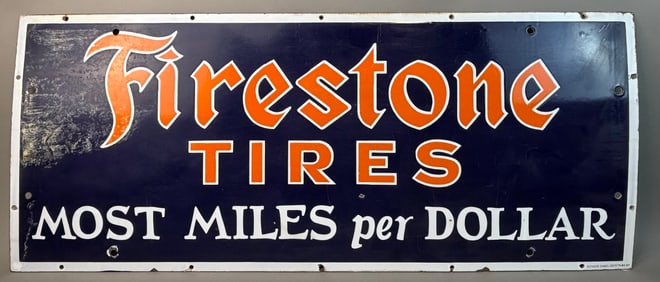 Firestone
TIRES
MOST MILES per DOLLAR